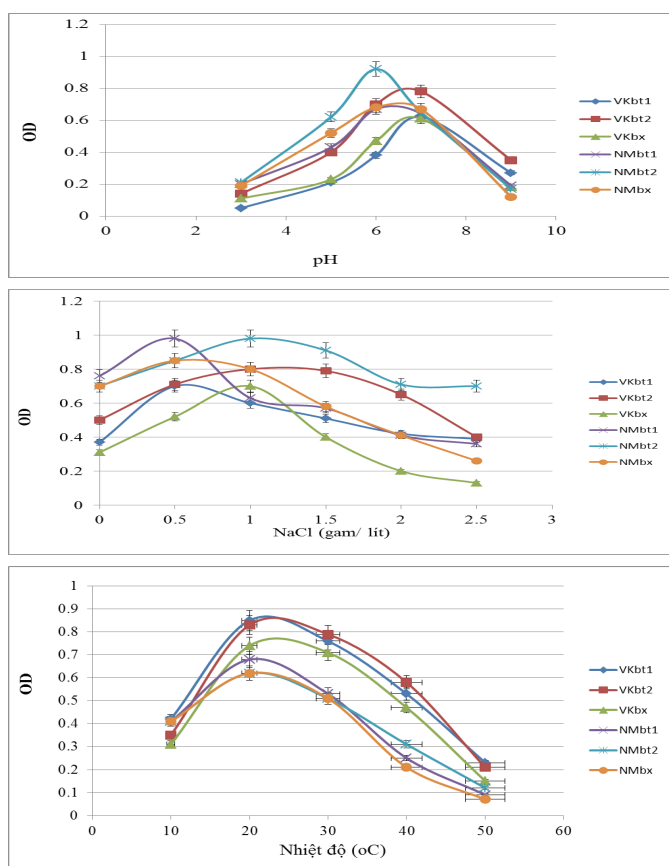 1.2
1
0.8
0.6
0.4
0.2
0
OD
0 2 4 6 8 10
pH
VKbt1
VKbt2
VKbx
NMbt1
NMbt2
NMbx
1.2
1
0.8
0.6
0.4
0.2
0
OD
0 0.5 1 1.5 2 2.5 3
NaCl (gam/ lít)
VKbt1
VKbt2
VKbx
NMbt1
NMbt2
NMbx
1
0.9
0.8
0.7
0.6
0.5
0.4
0.3
0.2
0.1
0
OD
0 10 20 30 40 50 60
Nhiệt độ (oC)
VKbt1
VKbt2
VKbx
NMbt1
NMbt2
NMbx